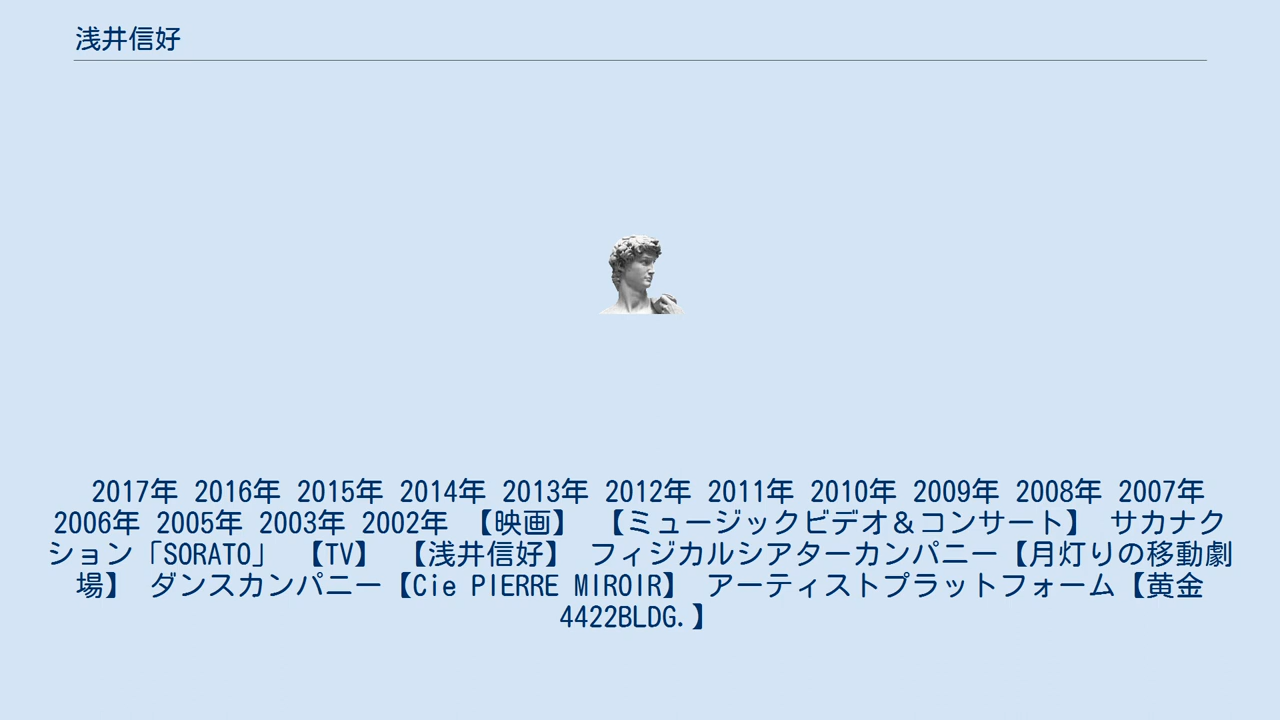 浅井信好
2017年 2016年 2015年 2014年 2013年 2012年 2011年 2010年 2009年 2008年 2007年
2006年 2005年 2003年 2002年 【映画】 【ミュージックビデオ＆コンサート】 サカナク
ション「SORATO」 【TV】 【浅井信好】 フィジカルシアターカンパニー【月灯りの移動劇
場】 ダンスカンパニー【Cie PIERRE MIROIR】 アーティストプラットフォーム【黄金
4422BLDG.】